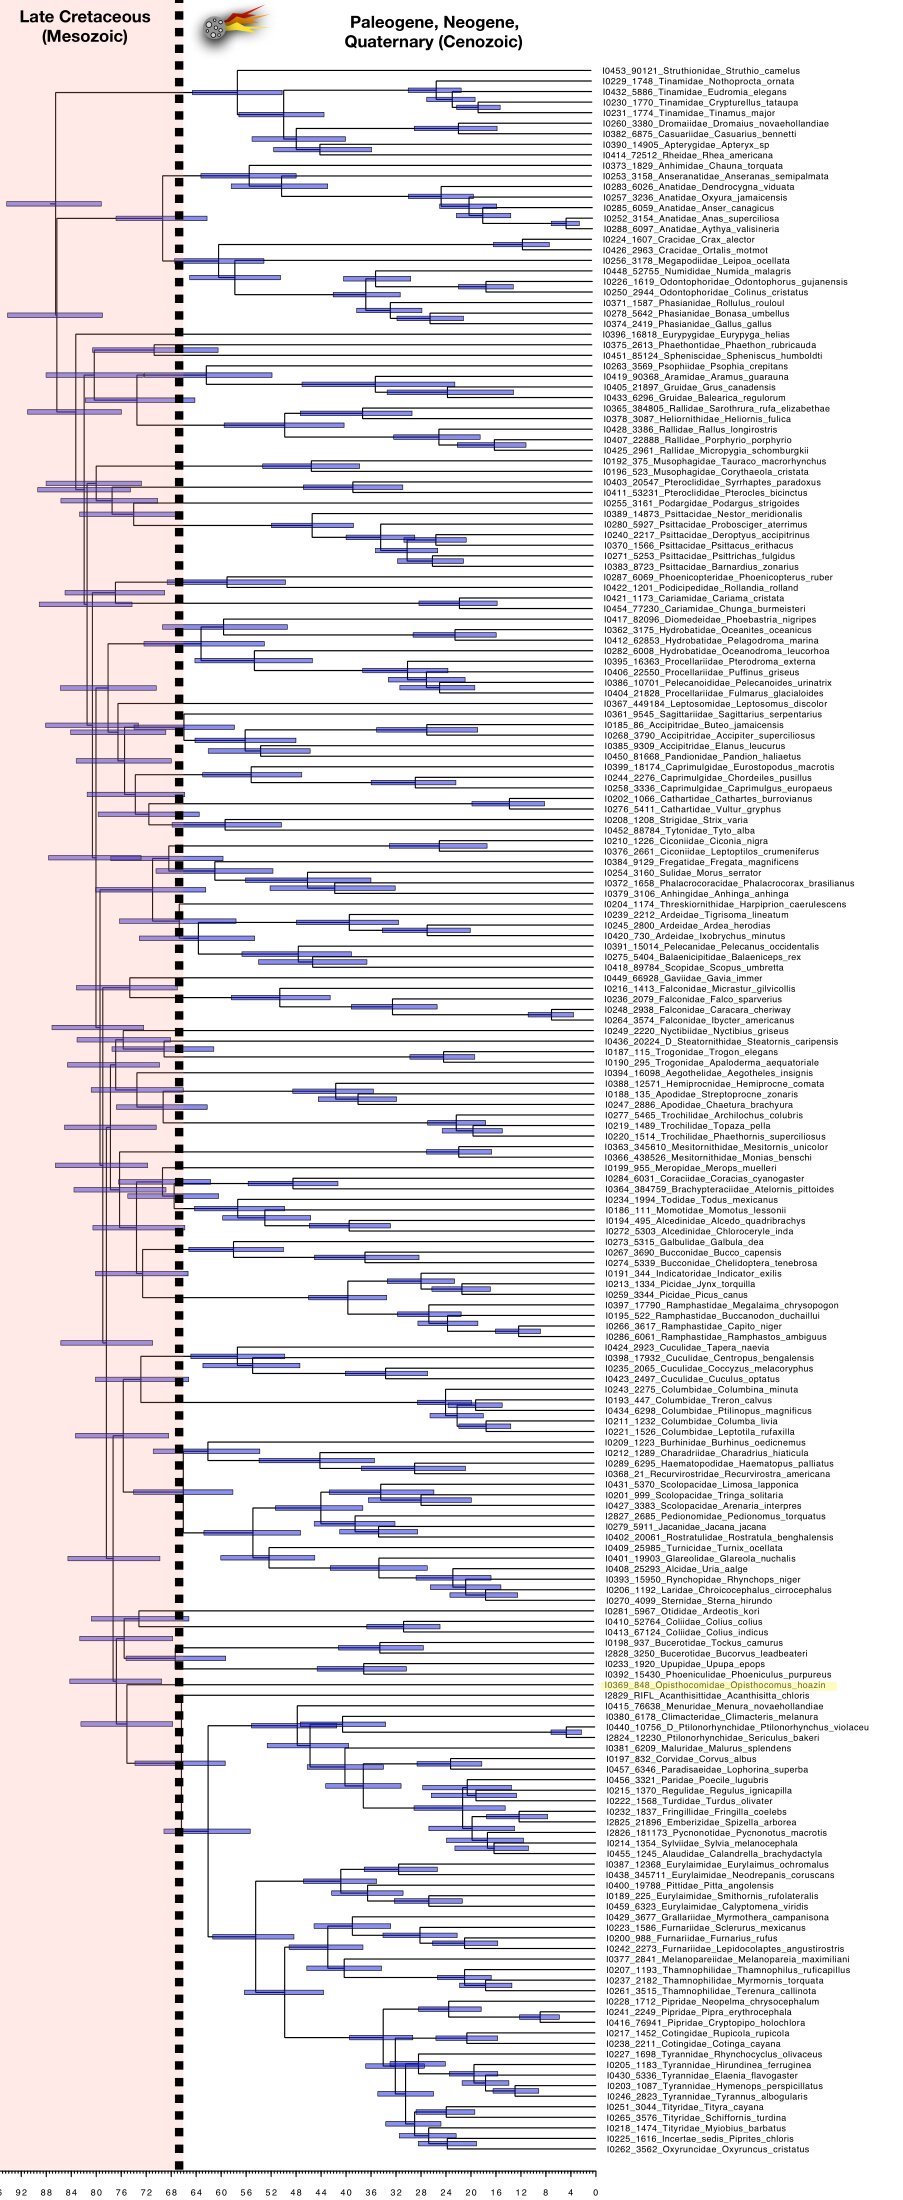 Late Cretaceous
(Mesozoic)
Paleogene, Neogene,
Quaternary (Cenozoic)
I0453_90121_Struthionidae_Struthio_camelus
I0229_1748_Tinamidae_Nothoprocta_ornata
I0432_5886_Tinamidae_Eudromia_elegans
I0230_1770_Tinamidae_Crypturellus_tataupa
I0231_1774_Tinamidae_Tinamus_major
I0260_3380_Dromaiidae_Dromaius_novaehollandiae
I0382_6875_Casuariidae_Casuarius_bennetti
I0390_14905_Apterygidae_Apteryx_sp
I0414_72512_Rheidae_Rhea_americana
I0373_1829_Anhimidae_Chauna_torquata
I0253_3158_Anseranatidae_Anseranas_semipalmata
I0283_6026_Anatidae_Dendrocygna_viduata
I0257_3236_Anatidae_Oxyura_jamaicensis
I0285_6059_Anatidae_Anser_canagicus
I0252_3154_Anatidae_Anas_superciliosa
I0288_6097_Anatidae_Aythya_valisineria
I0224_1607_Cracidae_Crax_alector
I0426_2963_Cracidae_Ortalis_motmot
I0256_3178_Megapodiidae_Leipoa_ocellata
I0448_52755_Numididae_Numida_malagris
I0226_1619_Odontophoridae_Odontophorus_gujanensis
I0250_2944_Odontophoridae_Colinus_cristatus
I0371_1587_Phasianidae_Rollulus_rouloul
I0278_5642_Phasianidae_Bonasa_umbellus
I0374_2419_Phasianidae_Gallus_gallus
I0396_16818_Eurypygidae_Eurypyga_helias
I0375_2613_Phaethontidae_Phaethon_rubricauda
I0451_85124_Spheniscidae_Spheniscus_humboldti
I0263_3569_Psophiidae_Psophia_crepitans
I0419_90368_Aramidae_Aramus_guarauna
I0405_21897_Gruidae_Grus_canadensis
I0433_6296_Gruidae_Balearica_regulorum
I0365_384805_Rallidae_Sarothrura_rufa_elizabethae
I0378_3087_Heliornithidae_Heliornis_fulica
I0428_3386_Rallidae_Rallus_longirostris
I0407_22888_Rallidae_Porphyrio_porphyrio
I0425_2961_Rallidae_Micropygia_schomburgkii
I0192_375_Musophagidae_Tauraco_macrorhynchus
I0196_523_Musophagidae_Corythaeola_cristata
I0403_20547_Pteroclididae_Syrrhaptes_paradoxus
I0411_53231_Pteroclididae_Pterocles_bicinctus
I0255_3161_Podargidae_Podargus_strigoides
I0389_14873_Psittacidae_Nestor_meridionalis
I0280_5927_Psittacidae_Probosciger_aterrimus
I0240_2217_Psittacidae_Deroptyus_accipitrinus
I0370_1566_Psittacidae_Psittacus_erithacus
I0271_5253_Psittacidae_Psittrichas_fulgidus
I0383_8723_Psittacidae_Barnardius_zonarius
I0287_6069_Phoenicopteridae_Phoenicopterus_ruber
I0422_1201_Podicipedidae_Rollandia_rolland
I0421_1173_Cariamidae_Cariama_cristata
I0454_77230_Cariamidae_Chunga_burmeisteri
I0417_82096_Diomedeidae_Phoebastria_nigripes
I0362_3175_Hydrobatidae_Oceanites_oceanicus
I0412_62853_Hydrobatidae_Pelagodroma_marina
I0282_6008_Hydrobatidae_Oceanodroma_leucorhoa
I0395_16363_Procellariidae_Pterodroma_externa
I0406_22550_Procellariidae_Puffinus_griseus
I0386_10701_Pelecanoididae_Pelecanoides_urinatrix
I0404_21828_Procellariidae_Fulmarus_glacialoides
I0367_449184_Leptosomidae_Leptosomus_discolor
I0361_9545_Sagittariidae_Sagittarius_serpentarius
I0185_86_Accipitridae_Buteo_jamaicensis
I0268_3790_Accipitridae_Accipiter_superciliosus
I0385_9309_Accipitridae_Elanus_leucurus
I0450_81668_Pandionidae_Pandion_haliaetus
I0399_18174_Caprimulgidae_Eurostopodus_macrotis
I0244_2276_Caprimulgidae_Chordeiles_pusillus
I0258_3336_Caprimulgidae_Caprimulgus_europaeus
I0202_1066_Cathartidae_Cathartes_burrovianus
I0276_5411_Cathartidae_Vultur_gryphus
I0208_1208_Strigidae_Strix_varia
I0452_88784_Tytonidae_Tyto_alba
I0210_1226_Ciconiidae_Ciconia_nigra
I0376_2661_Ciconiidae_Leptoptilos_crumeniferus
I0384_9129_Fregatidae_Fregata_magnificens
I0254_3160_Sulidae_Morus_serrator
I0372_1658_Phalacrocoracidae_Phalacrocorax_brasilianus
I0379_3106_Anhingidae_Anhinga_anhinga
I0204_1174_Threskiornithidae_Harpiprion_caerulescens
I0239_2212_Ardeidae_Tigrisoma_lineatum
I0245_2800_Ardeidae_Ardea_herodias
I0420_730_Ardeidae_Ixobrychus_minutus
I0391_15014_Pelecanidae_Pelecanus_occidentalis
I0275_5404_Balaenicipitidae_Balaeniceps_rex
I0418_89784_Scopidae_Scopus_umbretta
I0449_66928_Gaviidae_Gavia_immer
I0216_1413_Falconidae_Micrastur_gilvicollis
I0236_2079_Falconidae_Falco_sparverius
I0248_2938_Falconidae_Caracara_cheriway
I0264_3574_Falconidae_Ibycter_americanus
I0249_2220_Nyctibiidae_Nyctibius_griseus
I0436_20224_D_Steatornithidae_Steatornis_caripensis
I0187_115_Trogonidae_Trogon_elegans
I0190_295_Trogonidae_Apaloderma_aequatoriale
I0394_16098_Aegothelidae_Aegotheles_insignis
I0388_12571_Hemiprocnidae_Hemiprocne_comata
I0188_135_Apodidae_Streptoprocne_zonaris
I0247_2886_Apodidae_Chaetura_brachyura
I0277_5465_Trochilidae_Archilochus_colubris
I0219_1489_Trochilidae_Topaza_pella
I0220_1514_Trochilidae_Phaethornis_superciliosus
I0363_345610_Mesitornithidae_Mesitornis_unicolor
I0366_438526_Mesitornithidae_Monias_benschi
I0199_955_Meropidae_Merops_muelleri
I0284_6031_Coraciidae_Coracias_cyanogaster
I0364_384759_Brachypteraciidae_Atelornis_pittoides
I0234_1994_Todidae_Todus_mexicanus
I0186_111_Momotidae_Momotus_lessonii
I0194_495_Alcedinidae_Alcedo_quadribrachys
I0272_5303_Alcedinidae_Chloroceryle_inda
I0273_5315_Galbulidae_Galbula_dea
I0267_3690_Bucconidae_Bucco_capensis
I0274_5339_Bucconidae_Chelidoptera_tenebrosa
I0191_344_Indicatoridae_Indicator_exilis
I0213_1334_Picidae_Jynx_torquilla
I0259_3344_Picidae_Picus_canus
I0397_17790_Ramphastidae_Megalaima_chrysopogon
I0195_522_Ramphastidae_Buccanodon_duchaillui
I0266_3617_Ramphastidae_Capito_niger
I0286_6061_Ramphastidae_Ramphastos_ambiguus
I0424_2923_Cuculidae_Tapera_naevia
I0398_17932_Cuculidae_Centropus_bengalensis
I0235_2065_Cuculidae_Coccyzus_melacoryphus
I0423_2497_Cuculidae_Cuculus_optatus
I0243_2275_Columbidae_Columbina_minuta
I0193_447_Columbidae_Treron_calvus
I0434_6298_Columbidae_Ptilinopus_magnificus
I0211_1232_Columbidae_Columba_livia
I0221_1526_Columbidae_Leptotila_rufaxilla
I0209_1223_Burhinidae_Burhinus_oedicnemus
I0212_1289_Charadriidae_Charadrius_hiaticula
I0289_6295_Haematopodidae_Haematopus_palliatus
I0368_21_Recurvirostridae_Recurvirostra_americana
I0431_5370_Scolopacidae_Limosa_lapponica
I0201_999_Scolopacidae_Tringa_solitaria
I0427_3383_Scolopacidae_Arenaria_interpres
I2827_2685_Pedionomidae_Pedionomus_torquatus
I0279_5911_Jacanidae_Jacana_jacana
I0402_20061_Rostratulidae_Rostratula_benghalensis
I0409_25985_Turnicidae_Turnix_ocellata
I0401_19903_Glareolidae_Glareola_nuchalis
I0408_25293_Alcidae_Uria_aalge
I0393_15950_Rynchopidae_Rhynchops_niger
I0206_1192_Laridae_Chroicocephalus_cirrocephalus
I0270_4099_Sternidae_Sterna_hirundo
I0281_5967_Otididae_Ardeotis_kori
I0410_52764_Coliidae_Colius_colius
I0413_67124_Coliidae_Colius_indicus
I0198_937_Bucerotidae_Tockus_camurus
I2828_3250_Bucerotidae_Bucorvus_leadbeateri
I0233_1920_Upupidae_Upupa_epops
I0392_15430_Phoeniculidae_Phoeniculus_purpureus
I0369_848_Opisthocomidae_Opisthocomus_hoazin
I2829_RIFL_Acanthisittidae_Acanthisitta_chloris
I0415_76638_Menuridae_Menura_novaehollandiae
I0380_6178_Climacteridae_Climacteris_melanura
I0440_10756_D_Ptilonorhynchidae_Ptilonorhynchus_violaceu
I2824_12230_Ptilonorhynchidae_Sericulus_bakeri
I0381_6209_Maluridae_Malurus_splendens
I0197_832_Corvidae_Corvus_albus
I0457_6346_Paradisaeidae_Lophorina_superba
I0456_3321_Paridae_Poecile_lugubris
I0215_1370_Regulidae_Regulus_ignicapilla
I0222_1568_Turdidae_Turdus_olivater
I0232_1837_Fringillidae_Fringilla_coelebs
I2825_21896_Emberizidae_Spizella_arborea
I2826_181173_Pycnonotidae_Pycnonotus_macrotis
I0214_1354_Sylviidae_Sylvia_melanocephala
I0455_1245_Alaudidae_Calandrella_brachydactyla
I0387_12368_Eurylaimidae_Eurylaimus_ochromalus
I0438_345711_Eurylaimidae_Neodrepanis_coruscans
I0400_19788_Pittidae_Pitta_angolensis
I0189_225_Eurylaimidae_Smithornis_rufolateralis
I0459_6323_Eurylaimidae_Calyptomena_viridis
I0429_3677_Grallariidae_Myrmothera_campanisona
I0223_1586_Furnariidae_Sclerurus_mexicanus
I0200_988_Furnariidae_Furnarius_rufus
I0242_2273_Furnariidae_Lepidocolaptes_angustirostris
I0377_2841_Melanopareiidae_Melanopareia_maximiliani
I0207_1193_Thamnophilidae_Thamnophilus_ruficapillus
I0237_2182_Thamnophilidae_Myrmornis_torquata
I0261_3515_Thamnophilidae_Terenura_callinota
I0228_1712_Pipridae_Neopelma_chrysocephalum
I0241_2249_Pipridae_Pipra_erythrocephala
I0416_76941_Pipridae_Cryptopipo_holochlora
I0217_1452_Cotingidae_Rupicola_rupicola
I0238_2211_Cotingidae_Cotinga_cayana
I0227_1698_Tyrannidae_Rhynchocyclus_olivaceus
I0205_1183_Tyrannidae_Hirundinea_ferruginea
I0430_5336_Tyrannidae_Elaenia_flavogaster
I0203_1087_Tyrannidae_Hymenops_perspicillatus
I0246_2823_Tyrannidae_Tyrannus_albogularis
I0251_3044_Tityridae_Tityra_cayana
I0265_3576_Tityridae_Schiffornis_turdina
I0218_1474_Tityridae_Myiobius_barbatus
I0225_1616_Incertae_sedis_Piprites_chloris
I0262_3562_Oxyruncidae_Oxyruncus_cristatus
92 88 84 80 76 72 68 64 60 56 52 48 44 40 36 32 28 24 20 16 12 8 4 0